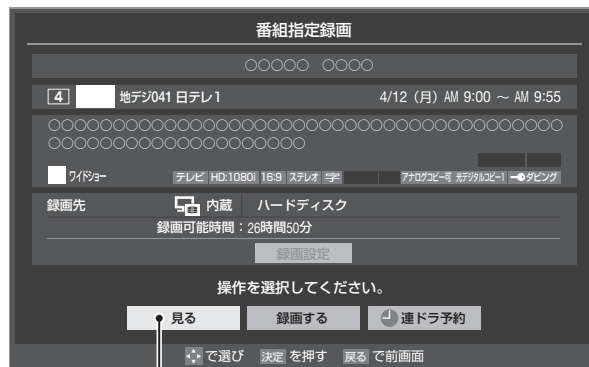 番組指定録画
○○○○○ ○○○○
4 地デジ041 日テレ1 4/12（月）AM 9:00 ～ AM 9:55
○○○○○○○○○○○○○○○○○○○○○○○○○○○○○○○○○○○○○○○○
○○○○○○○○○○○○○○○○○○○○
ワイドショー テレビ HD:1080i 16:9 ステレオ 字 アナログコピー可 光デジタルコピー1 ダビング
録画先 内蔵 ハードディスク
録画可能時間：26時間50分
録画設定
操作を選択してください。
見る 録画する 連ドラ予約
で選び 決定 を押す 戻る で前画面